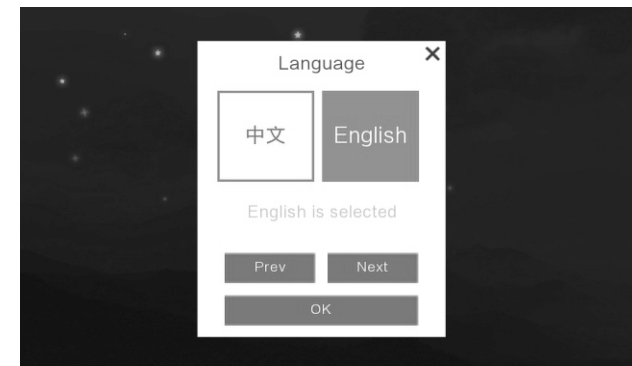 Language
中文 English
English is selected
Prev Next
OK